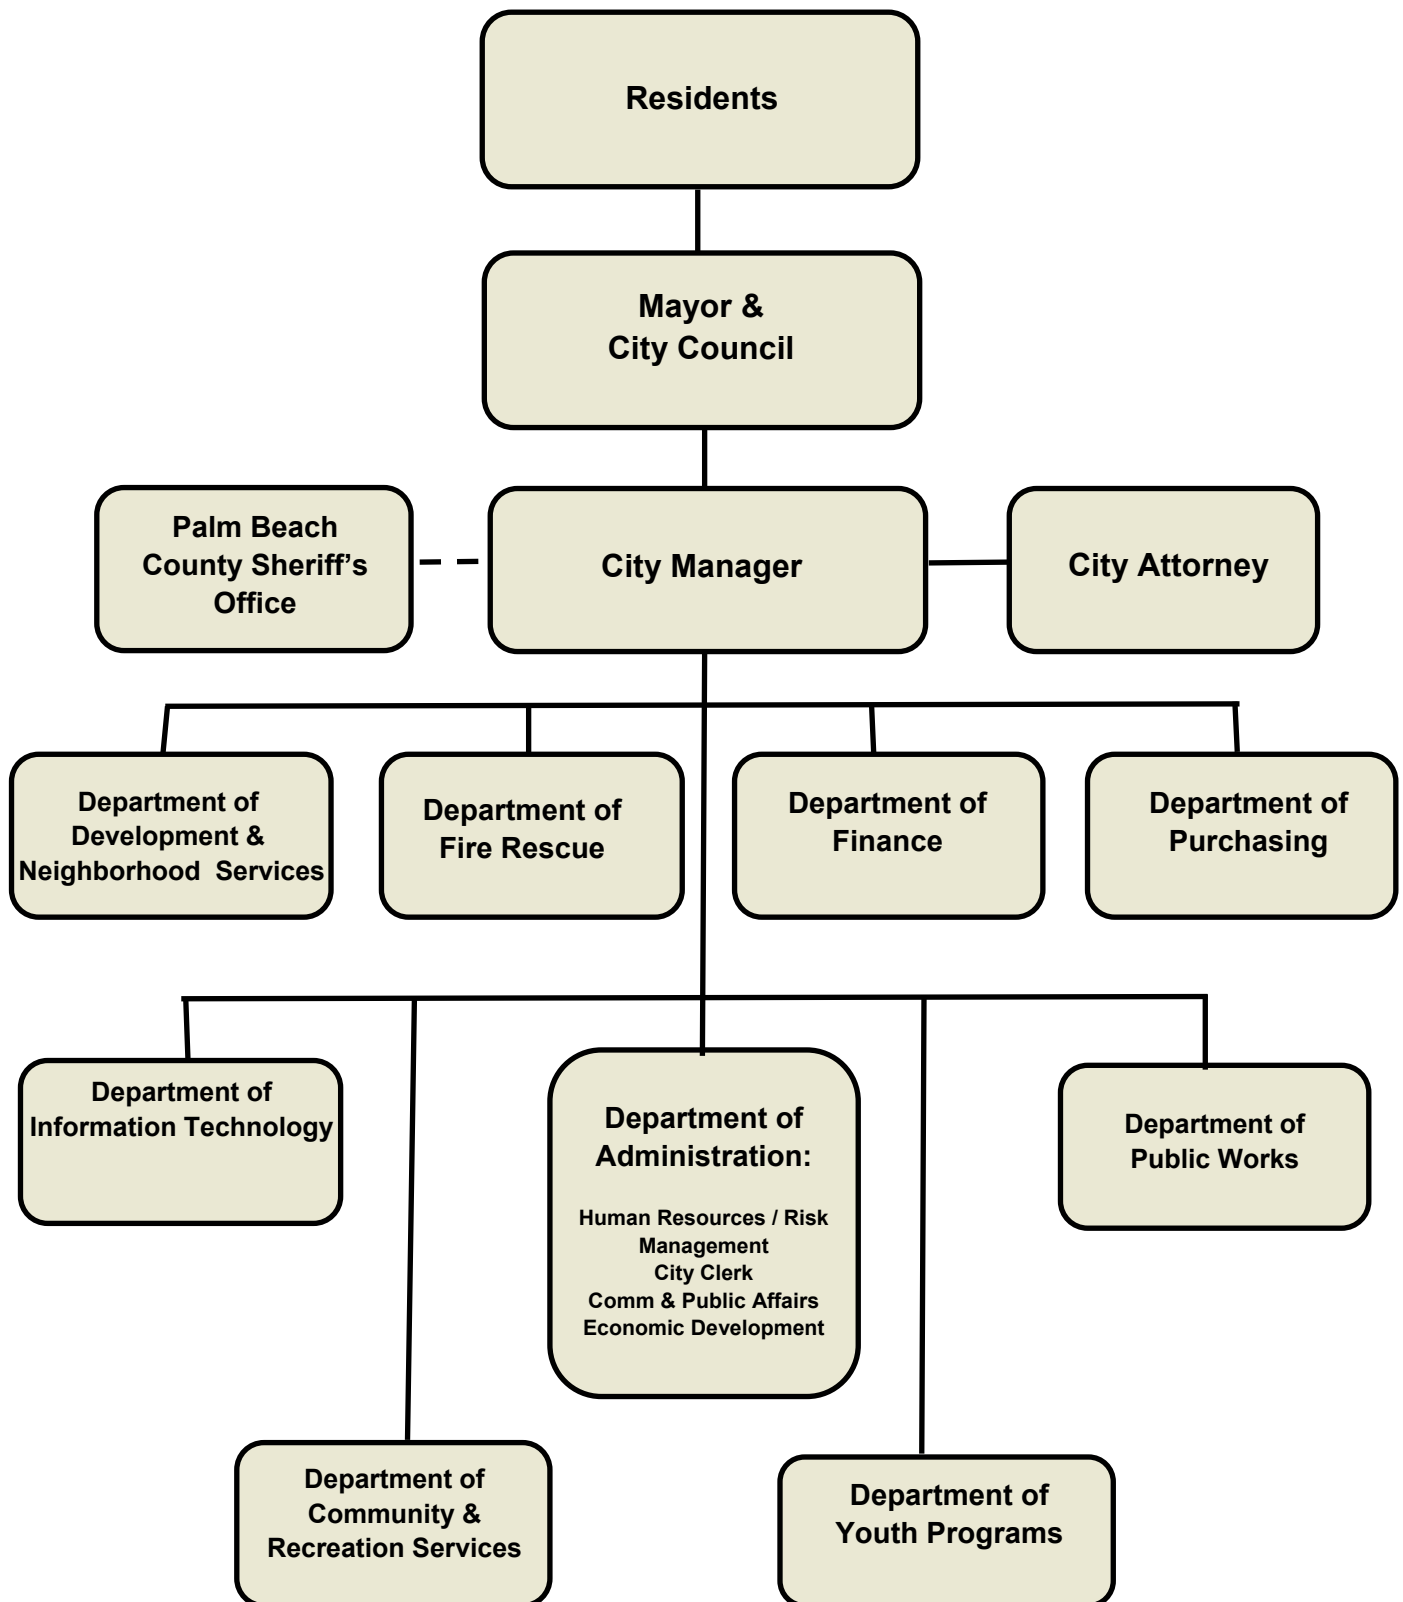 Residents
Mayor &
City Council
Palm Beach
County Sheriff’s
Office
City Manager
City Attorney
Department of
Development &
Neighborhood  Services
Department of
Fire Rescue
Department of
Finance
Department of
Purchasing
Department of
Information Technology
Department of
Administration:
Human Resources / Risk
Management
City Clerk
Comm & Public Affairs
Economic Development
Department of
Public Works
Department of
Community &
Recreation Services
Department of
Youth Programs